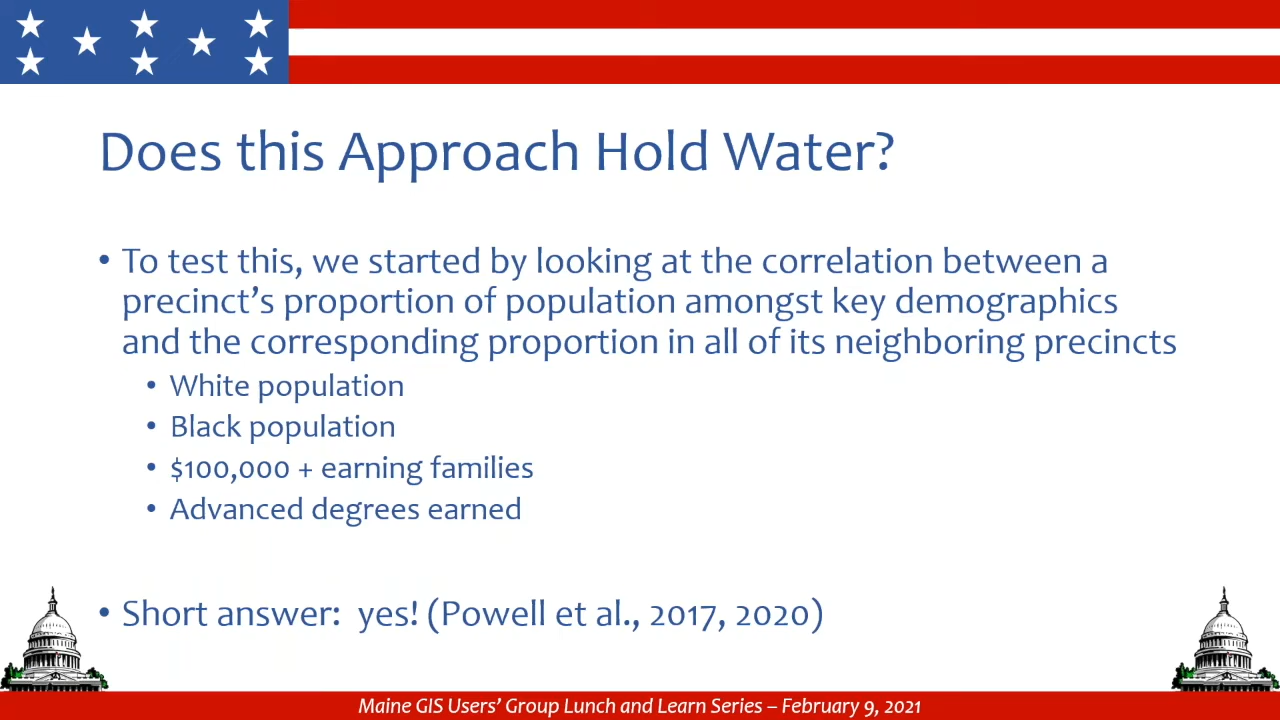 Does this Approach Hold Water?
• To test this, we started by looking at the correlation between a
precinct's proportion of population amongst key demographics
and the corresponding proportion in all of its neighboring precincts
• White population
• Black population
• $100,000 + earning families
• Advanced degrees earned
• Short answer:  yes! (Powell et al., 2017, 2020)
Maine GIS Users' Group Lunch and Learn Series – February 9, 2021